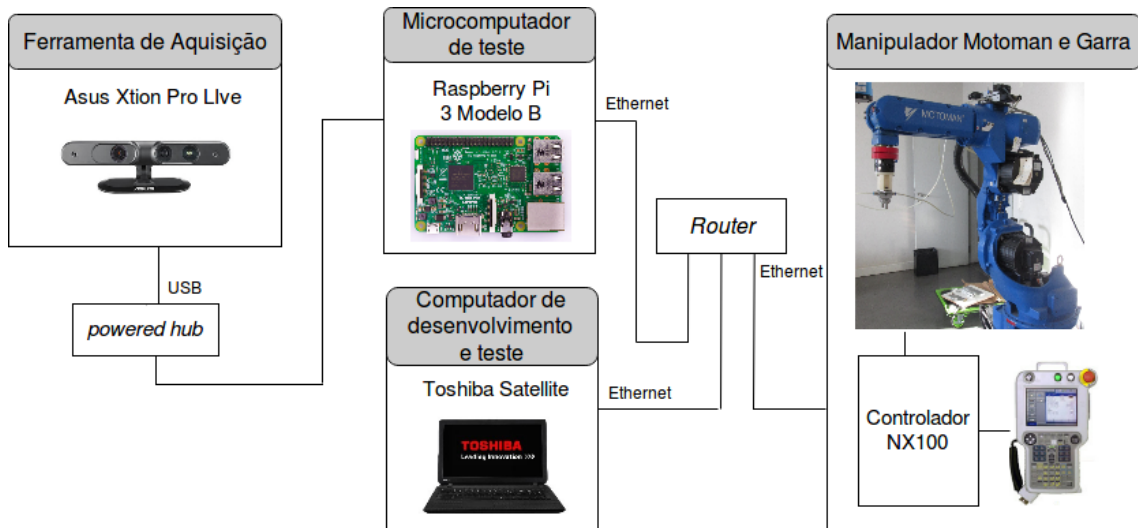 Ferramenta de Aquisição
Asus Xtion Pro LIve
USB
powered hub
Microcomputador
de teste
Raspberry Pi
3 Modelo B
Ethernet
Computador de
desenvolvimento
e teste
Toshiba Satellite
Ethernet
TOSHIBA
Leading Innovation >>>
Router
Ethernet
Manipulador Motoman e Garra
MOTOMAN
Controlador
NX100